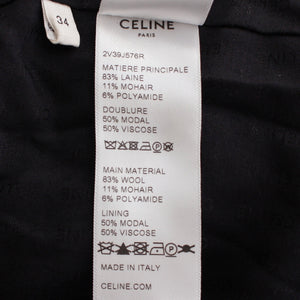 34
CELINE
PARIS
2V39J576R
MATIERE PRINCIPALE
83% LAINE
11% MOHAIR
6% POLYAMIDE
DOUBLURE
50% MODAL
50% VISCOSE
MAIN MATERIAL
83% WOOL
11% MOHAIR
6% POLYAMIDE
LINING
50% MODAL
50% VISCOSE
MADE IN ITALY
CELINE.COM